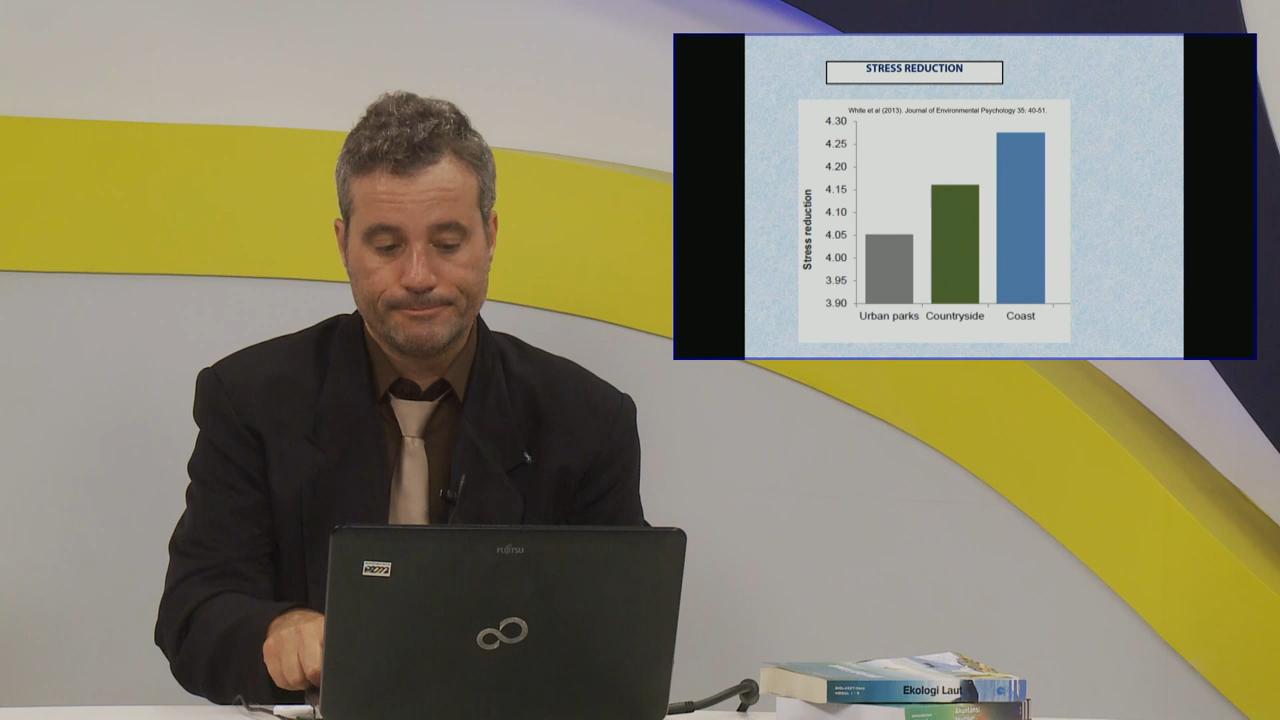 STRESS REDUCTION
White et al (2013). Journal of Environmental Psychology 35: 40-51.
4.30
4.25
4.20
4.15
4.10
4.05
4.00
3.95
3.90
Stress reduction
Urban parks Countryside Coast
FUJITSU
Ekologi Laut
Akuntansi